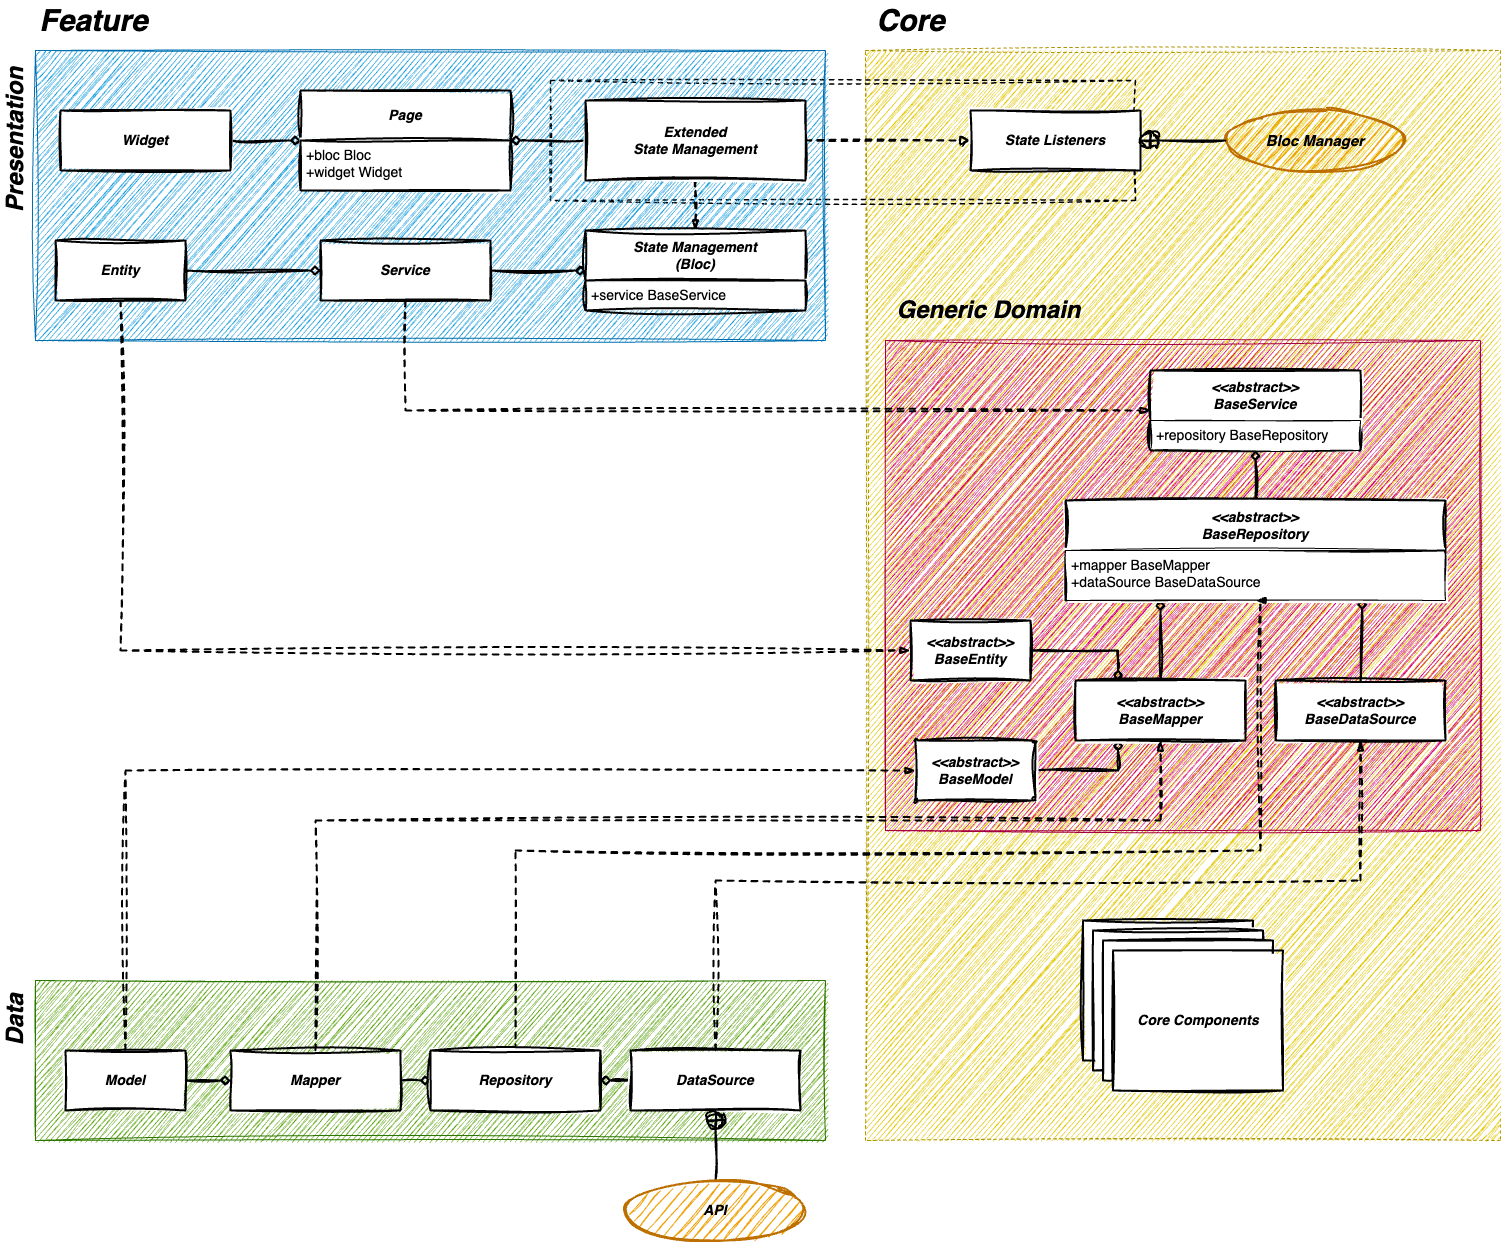 Feature
Core
Presentation
Widget
Page
+bloc Bloc
+widget Widget
Extended
State Management
State Listeners
Bloc Manager
Entity
Service
State Management
(Bloc)
+service BaseService
Generic Domain
<<abstract>>
BaseService
+repository BaseRepository
<<abstract>>
BaseRepository
+mapper BaseMapper
+dataSource BaseDataSource
<<abstract>>
BaseEntity
<<abstract>>
BaseMapper
<<abstract>>
BaseDataSource
<<abstract>>
BaseModel
Data
Model
Mapper
Repository
DataSource
Core Components
API